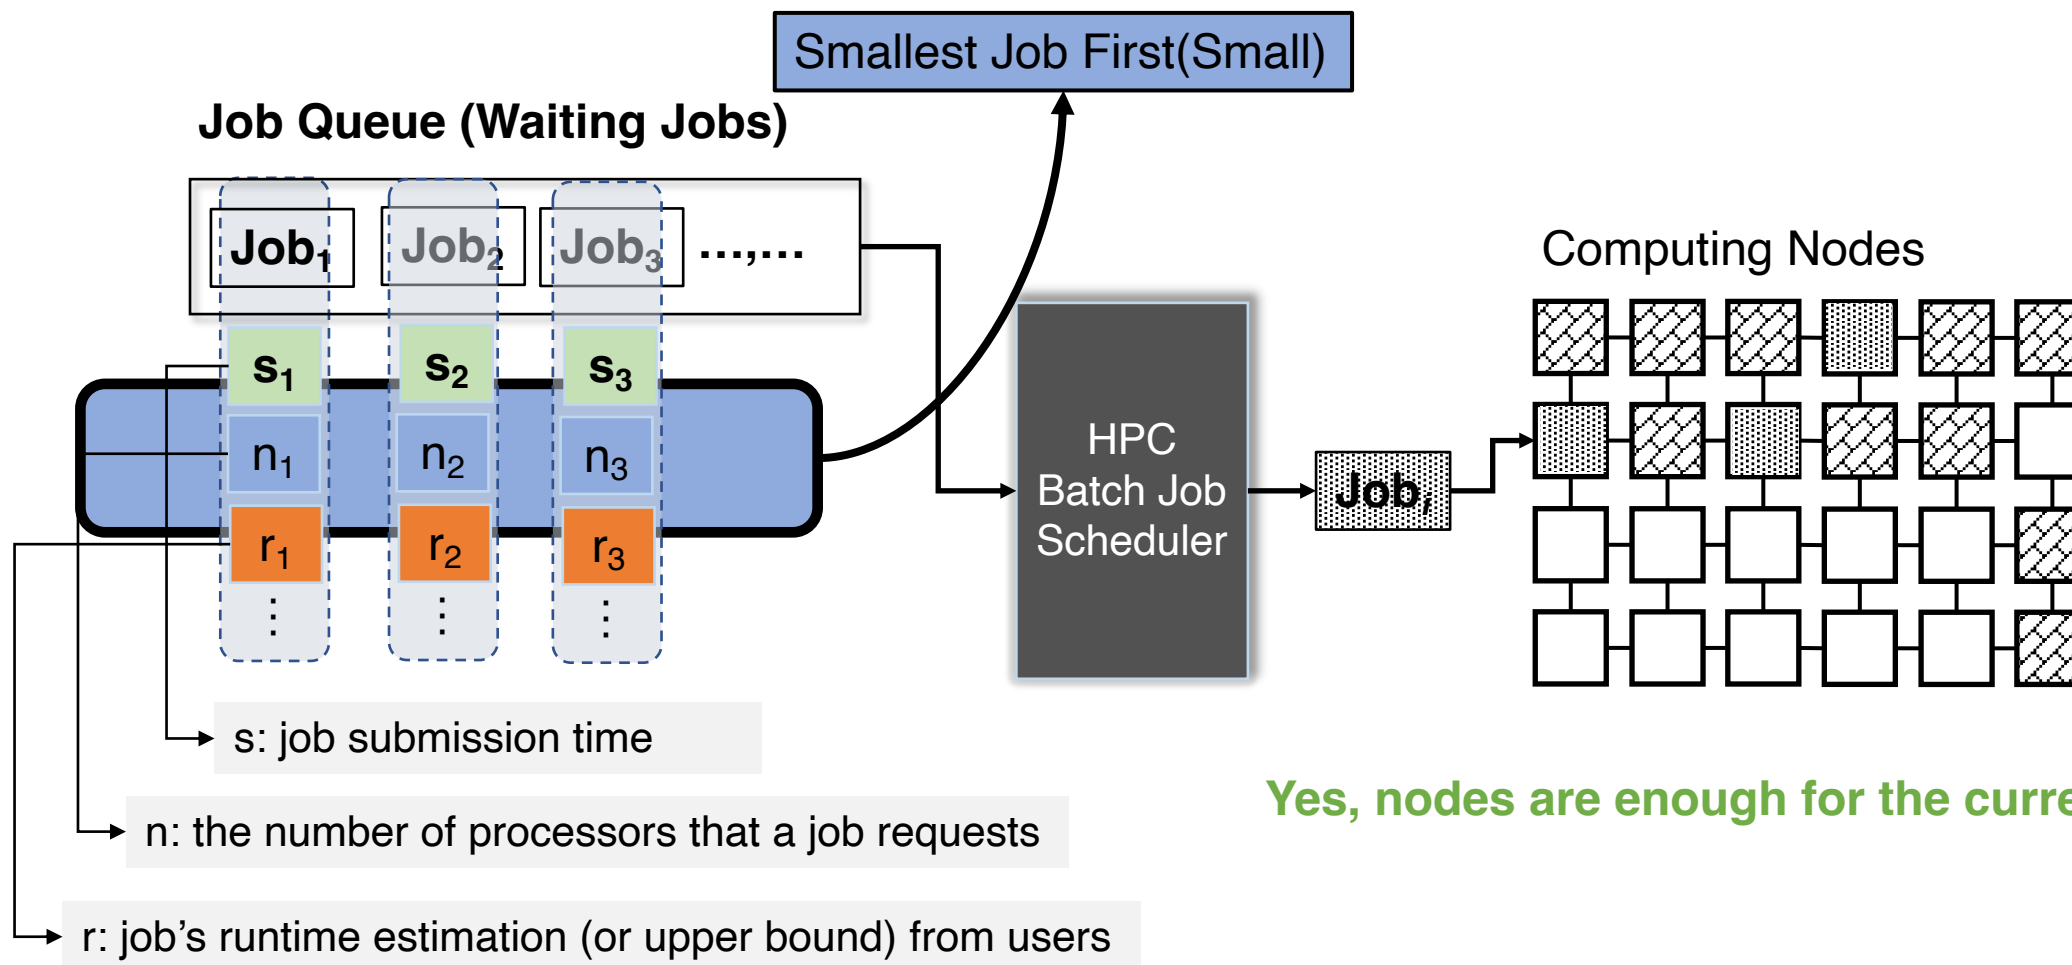 Smallest Job First(Small)
Job Queue (Waiting Jobs)
Job₁ Job₂ Job₃ ...,...
s₁ s₂ s₃
n₁ n₂ n₃
r₁ r₂ r₃
⋮ ⋮ ⋮
HPC
Batch Job
Scheduler
Jobᵢ
Computing Nodes
s: job submission time
n: the number of processors that a job requests
r: job’s runtime estimation (or upper bound) from users
Yes, nodes are enough for the curre